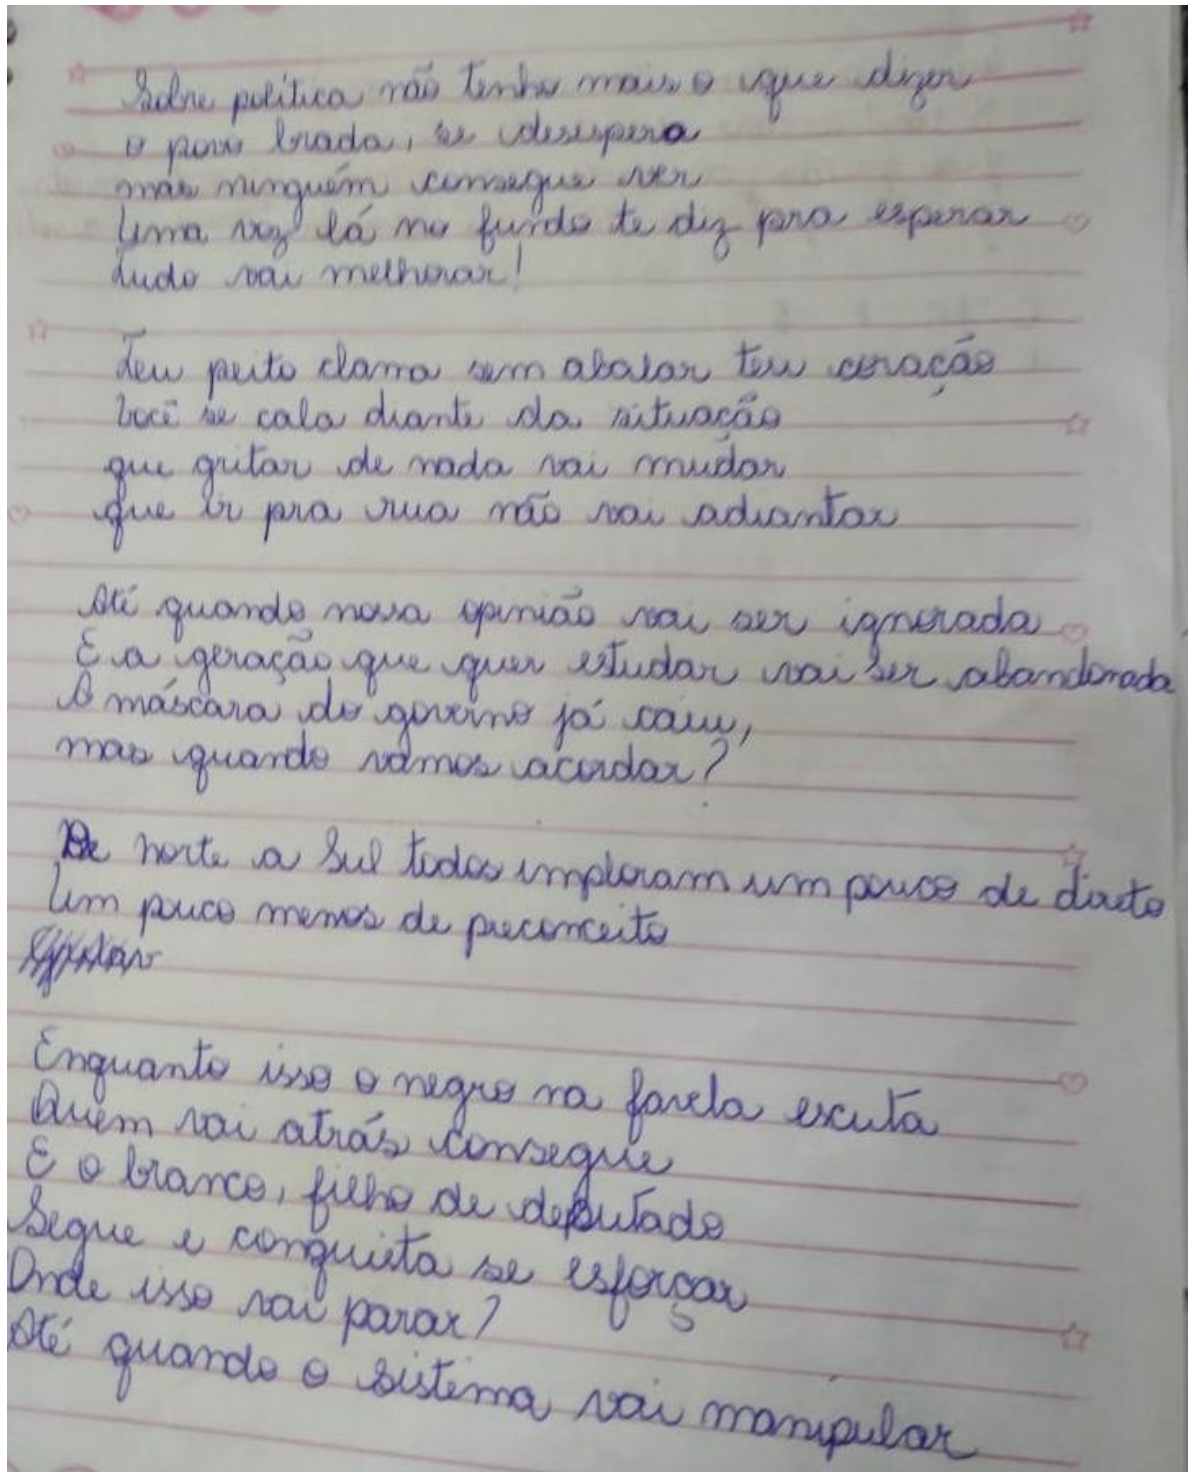 Sobre política não tenho mais o que dizer
o povo brada, se desespera
mas ninguém consegue ver
Uma voz lá no fundo te diz pra esperar
tudo vai melhorar!
Teu peito clama sem abalar teu coração
Você se cala diante da situação
que gritar de nada vai mudar
que ir pra rua não vai adiantar
Até quando nossa opinião vai ser ignorada
E a geração que quer estudar vai ser abandonada
A máscara do governo já caiu,
mas quando vamos acordar?
De norte a Sul todos imploram um pouco de direto
Um pouco menos de preconceito
Enquanto isso o negro na favela escuta
Quem vai atrás consegue
E o branco, filho de deputado
Segue e conquista se esforçar
Onde isso vai parar?
Até quando o sistema vai manipular